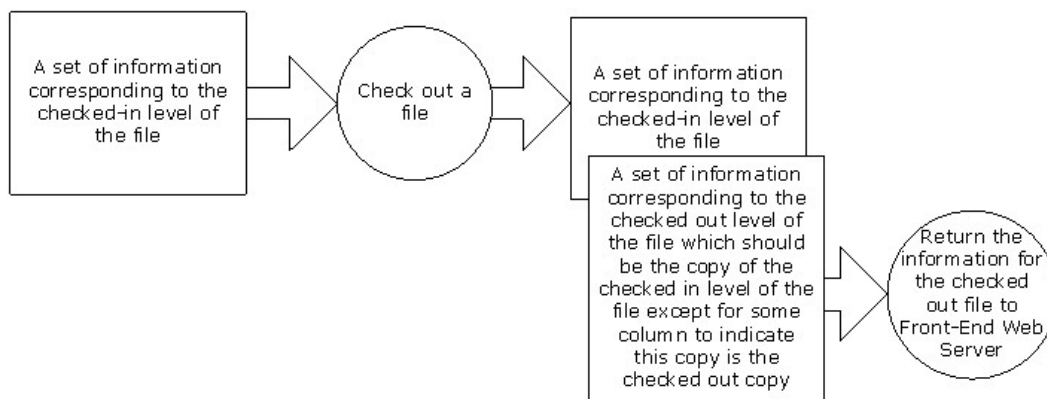 A set of information
corresponding to the
checked-in level of
the file
Check out a
file
A set of information
corresponding to the
checked-in level of
the file
A set of information
corresponding to the
checked out level of
the file which should
be the copy of the
checked in level of the
file except for some
column to indicate
this copy is the
checked out copy
Return the
information for
the checked
out file to
Front-End Web
Server